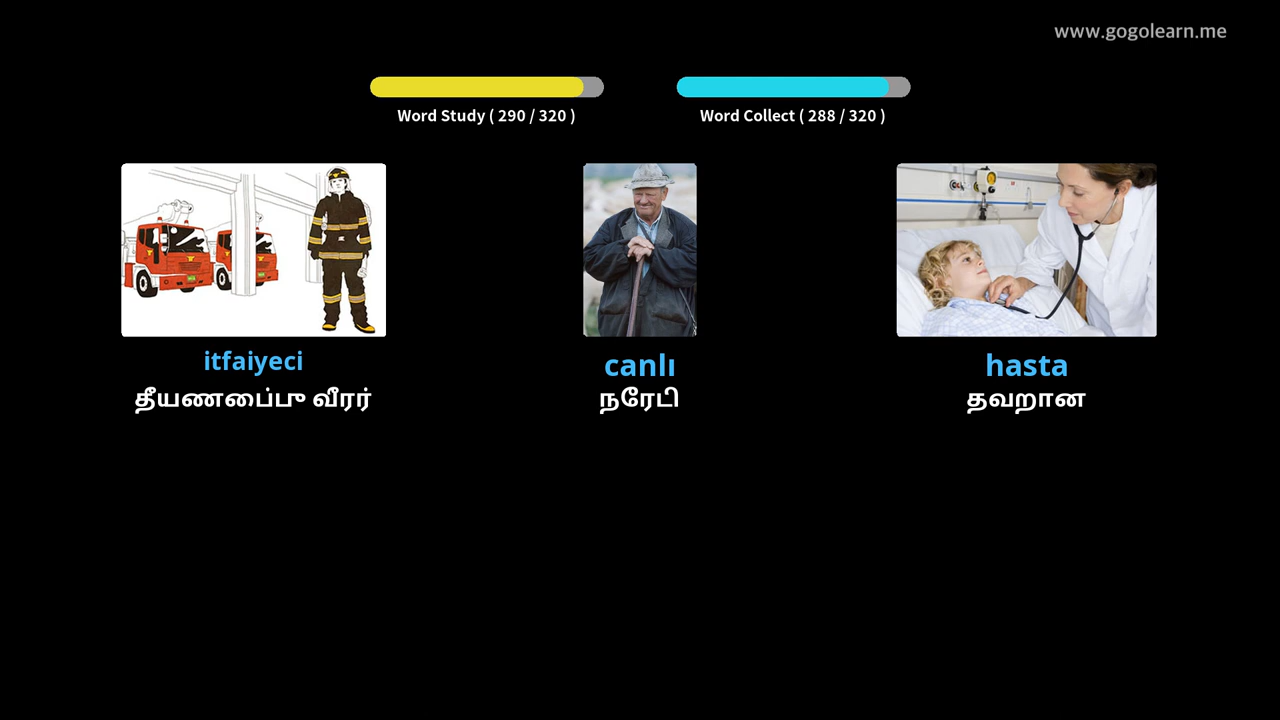 www.gogolearn.me
Word Study ( 290 / 320 )
Word Collect ( 288 / 320 )
itfaiyeci
தீயணைப்பு வீரர்
canlı
நரேடி
hasta
தவறான